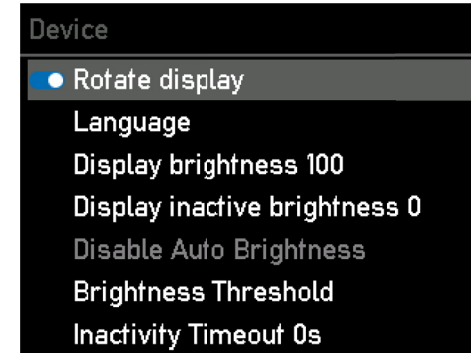 Device
Rotate display
Language
Display brightness 100
Display inactive brightness 0
Disable Auto Brightness
Brightness Threshold
Inactivity Timeout 0s